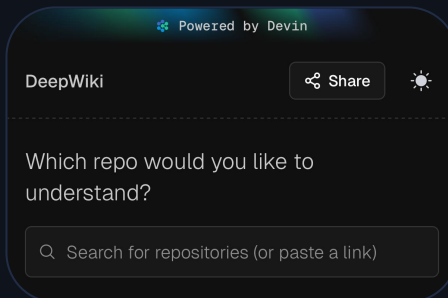 Powered by Devin
DeepWiki
Share
Which repo would you like to
understand?
Search for repositories (or paste a link)